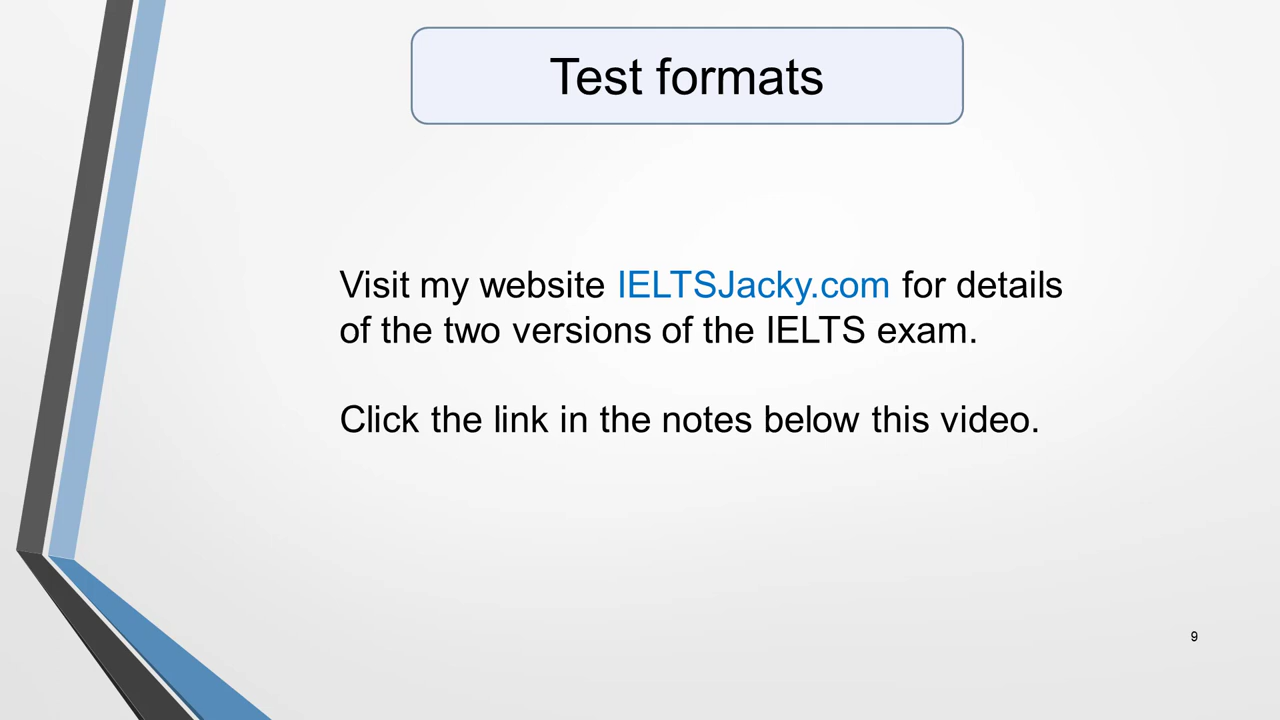 Test formats
Visit my website IELTSJacky.com for details
of the two versions of the IELTS exam.
Click the link in the notes below this video.
9